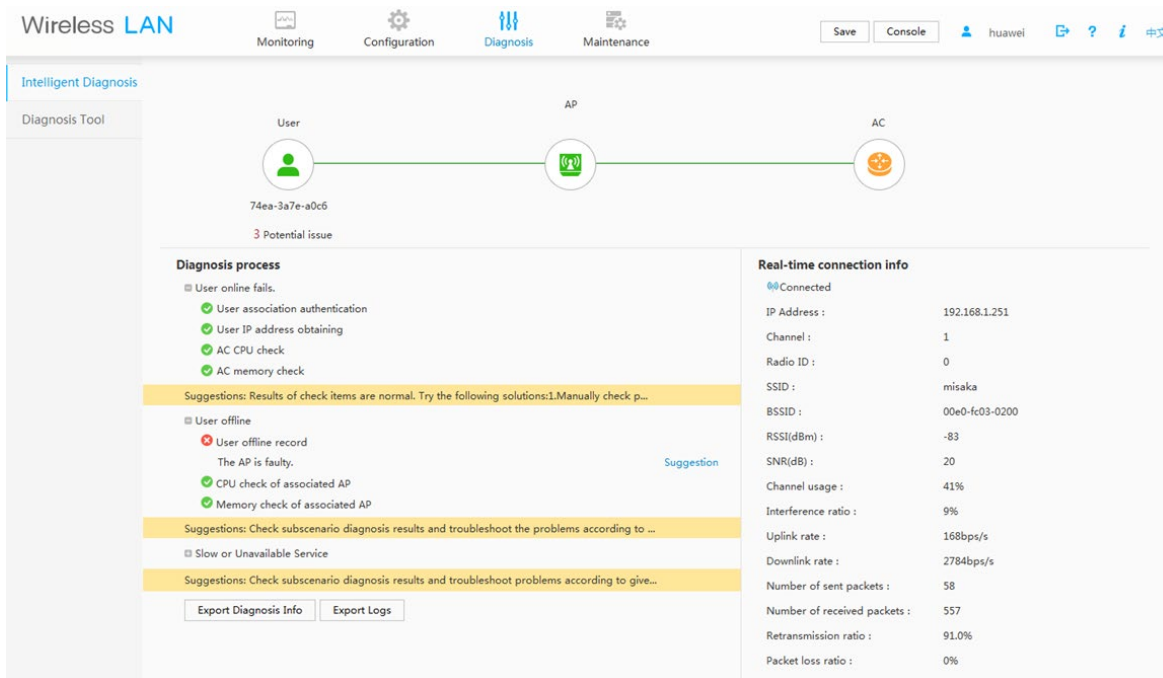 Wireless LAN
Monitoring
Configuration
Diagnosis
Maintenance
Save
Console
huawei
?
i
中文
Intelligent Diagnosis
Diagnosis Tool
User
AP
AC
74ea-3a7e-a0c6
3 Potential issue
Diagnosis process
User online fails.
User association authentication
User IP address obtaining
AC CPU check
AC memory check
Suggestions: Results of check items are normal. Try the following solutions:1.Manually check p...
User offline
User offline record
The AP is faulty. Suggestion
CPU check of associated AP
Memory check of associated AP
Suggestions: Check subscenario diagnosis results and troubleshoot the problems according to ...
Slow or Unavailable Service
Suggestions: Check subscenario diagnosis results and troubleshoot problems according to give...
Export Diagnosis Info
Export Logs
Real-time connection info
Connected
IP Address : 192.168.1.251
Channel : 1
Radio ID : 0
SSID : misaka
BSSID : 00e0-fc03-0200
RSSI(dBm) : -83
SNR(dB) : 20
Channel usage : 41%
Interference ratio : 9%
Uplink rate : 168bps/s
Downlink rate : 2784bps/s
Number of sent packets : 58
Number of received packets : 557
Retransmission ratio : 91.0%
Packet loss ratio : 0%